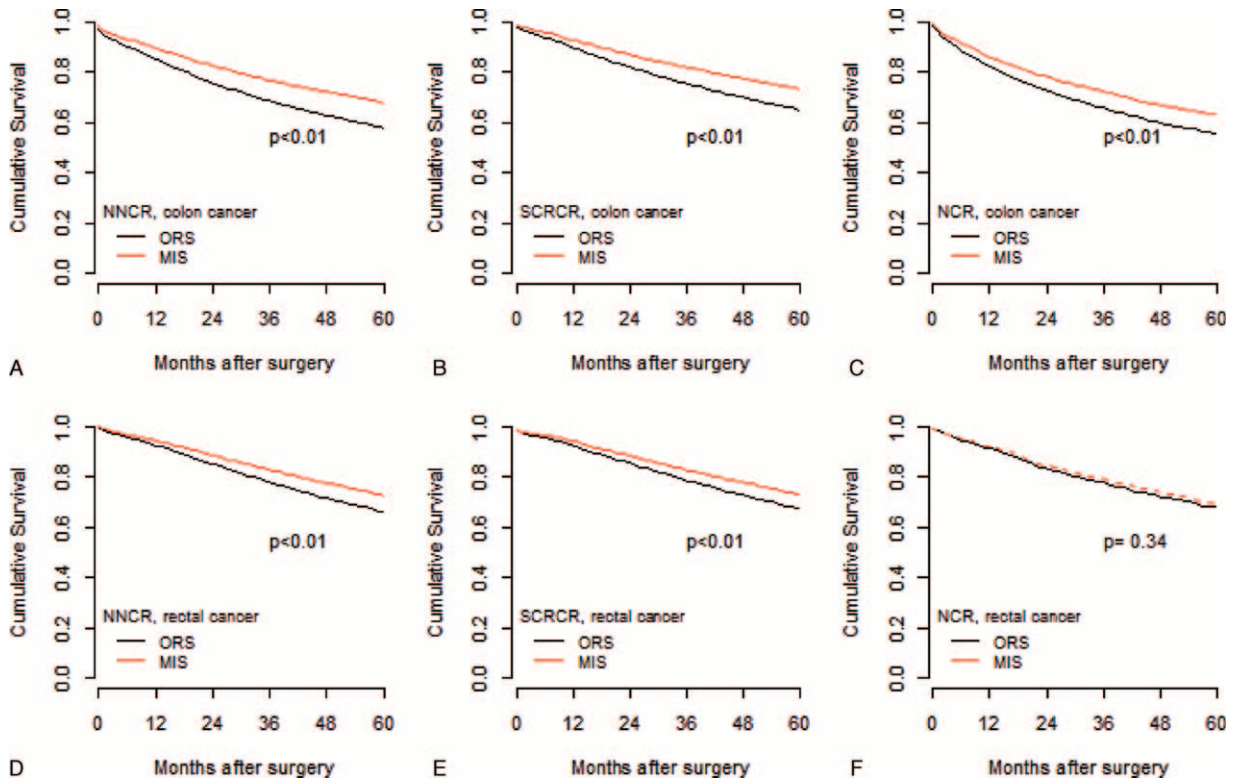 Cumulative Survival
1.0
0.8
0.6
0.4
0.2
0.0
p<0.01
NNCR, colon cancer
ORS
MIS
0 12 24 36 48 60
Months after surgery
A
Cumulative Survival
1.0
0.8
0.6
0.4
0.2
0.0
p<0.01
SCRCR, colon cancer
ORS
MIS
0 12 24 36 48 60
Months after surgery
B
Cumulative Survival
1.0
0.8
0.6
0.4
0.2
0.0
p<0.01
NCR, colon cancer
ORS
MIS
0 12 24 36 48 60
Months after surgery
C
Cumulative Survival
1.0
0.8
0.6
0.4
0.2
0.0
p<0.01
NNCR, rectal cancer
ORS
MIS
0 12 24 36 48 60
Months after surgery
D
Cumulative Survival
1.0
0.8
0.6
0.4
0.2
0.0
p<0.01
SCRCR, rectal cancer
ORS
MIS
0 12 24 36 48 60
Months after surgery
E
Cumulative Survival
1.0
0.8
0.6
0.4
0.2
0.0
p= 0.34
NCR, rectal cancer
ORS
MIS
0 12 24 36 48 60
Months after surgery
F